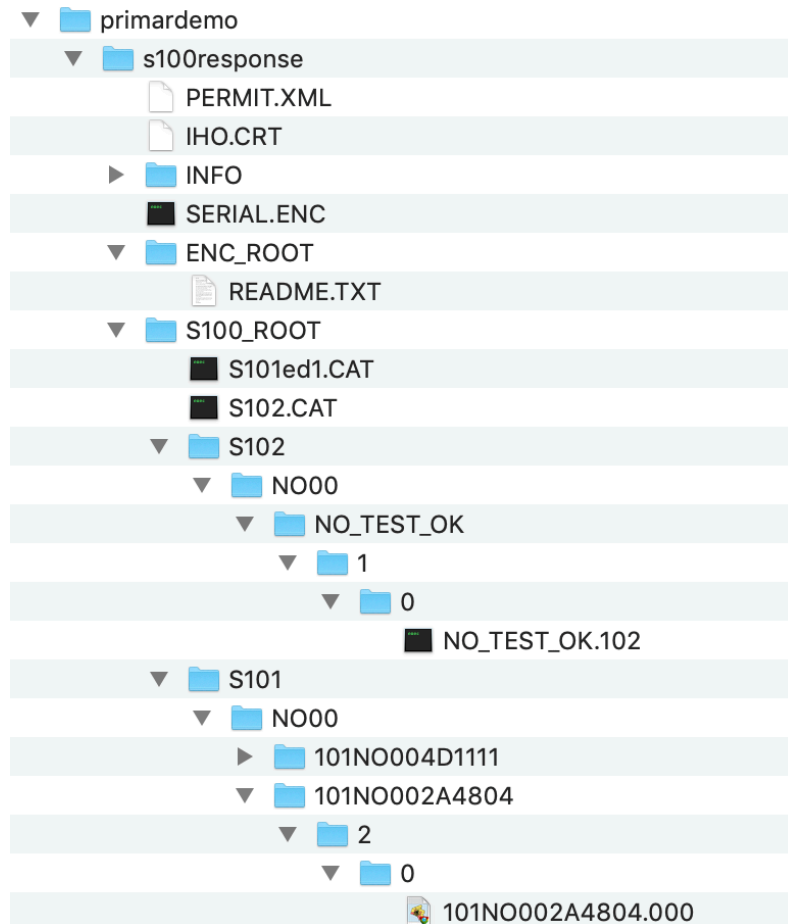 primardemo
s100response
PERMIT.XML
IHO.CRT
INFO
SERIAL.ENC
ENC_ROOT
README.TXT
S100_ROOT
S101ed1.CAT
S102.CAT
S102
NO00
NO_TEST_OK
1
0
NO_TEST_OK.102
S101
NO00
101NO004D1111
101NO002A4804
2
0
101NO002A4804.000